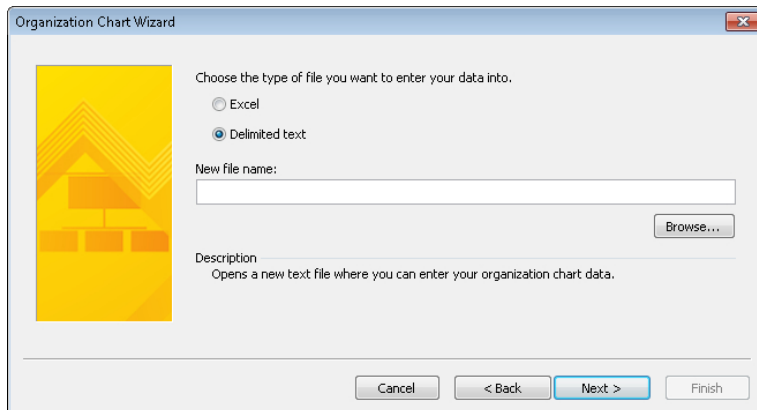 Organization Chart Wizard
Choose the type of file you want to enter your data into.
Excel
Delimited text
New file name:
Browse...
Description
Opens a new text file where you can enter your organization chart data.
Cancel
< Back
Next >
Finish